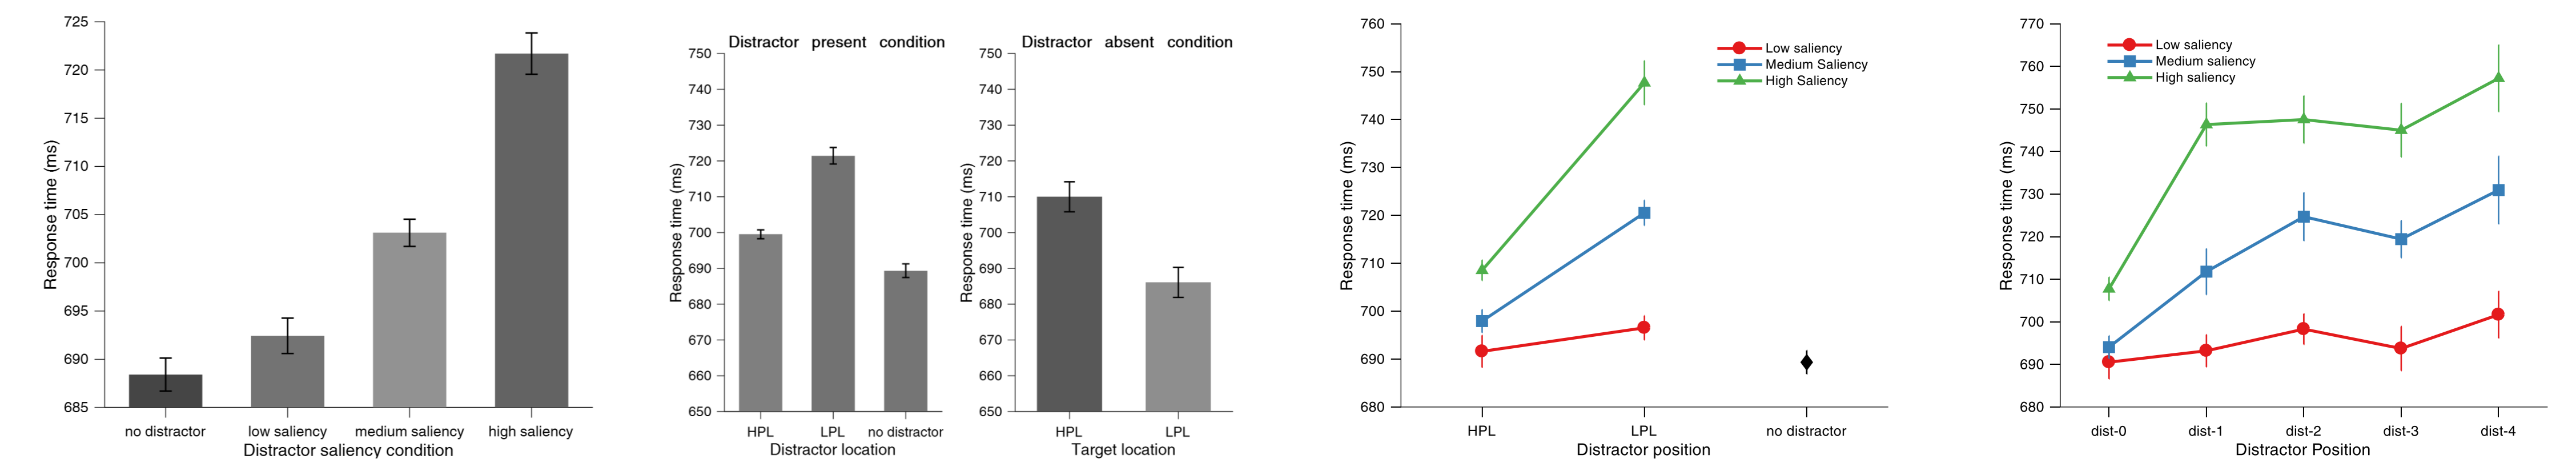 725
720
715
710
705
700
695
690
685
Response time (ms)
no distractor
low saliency
medium saliency
high saliency
Distractor saliency condition
Distractor present condition
750
740
730
720
710
700
690
680
670
660
650
Response time (ms)
HPL
LPL
no distractor
Distractor location
Distractor absent condition
750
740
730
720
710
700
690
680
670
660
650
Response time (ms)
HPL
LPL
Target location
760
750
740
730
720
710
700
690
680
Response time (ms)
Low saliency
Medium Saliency
High Saliency
HPL
LPL
no distractor
Distractor position
770
760
750
740
730
720
710
700
690
680
Response time (ms)
Low saliency
Medium saliency
High saliency
dist-0
dist-1
dist-2
dist-3
dist-4
Distractor Position